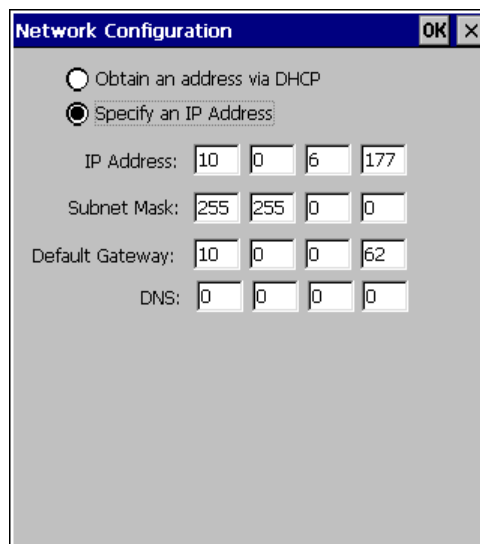 Network Configuration OK ×
Obtain an address via DHCP
Specify an IP Address
IP Address: 10 0 6 177
Subnet Mask: 255 255 0 0
Default Gateway: 10 0 0 62
DNS: 0 0 0 0